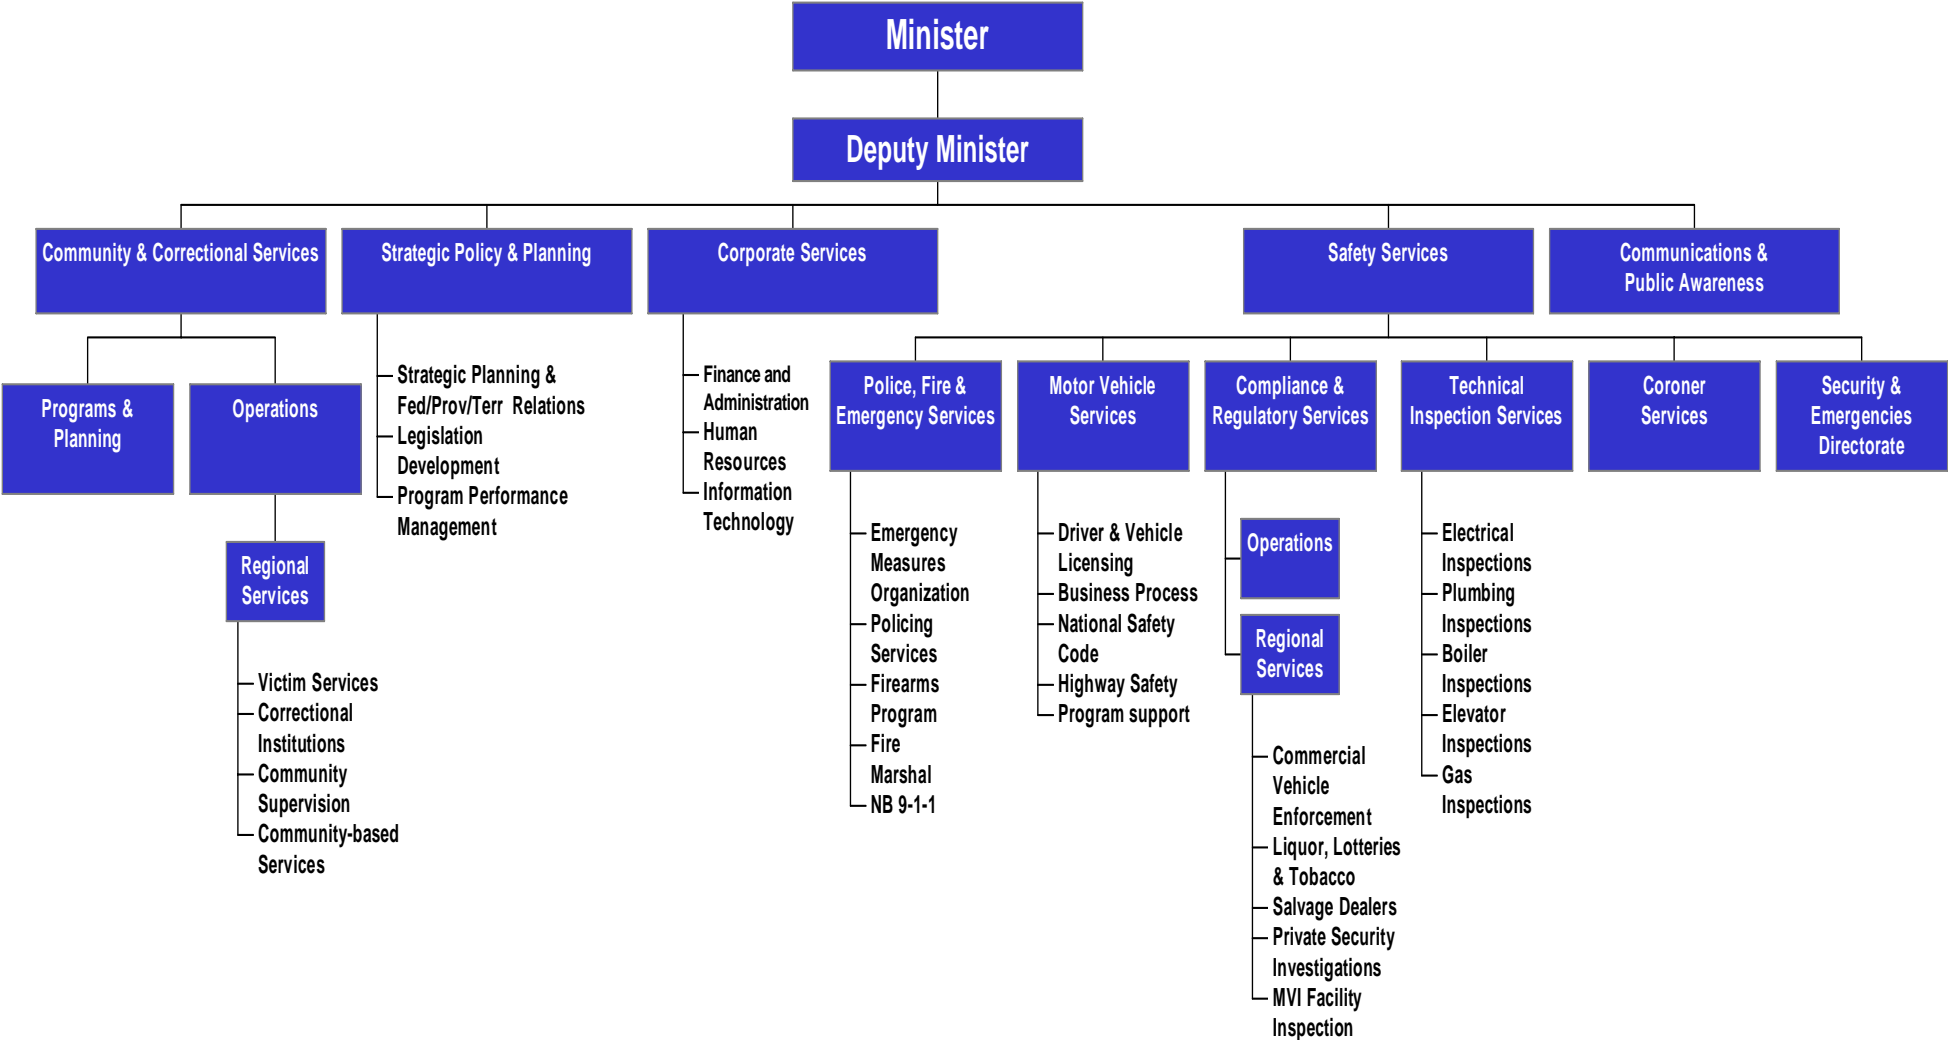 Minister
Deputy Minister
Community & Correctional Services
Strategic Policy & Planning
Corporate Services
Safety Services
Communications &
Public Awareness
Programs &
Planning
Operations
Regional
Services
Victim Services
Correctional
Institutions
Community
Supervision
Community-based
Services
Strategic Planning &
Fed/Prov/Terr Relations
Legislation
Development
Program Performance
Management
Finance and
Administration
Human
Resources
Information
Technology
Police, Fire &
Emergency Services
Emergency
Measures
Organization
Policing
Services
Firearms
Program
Fire
Marshal
NB 9-1-1
Motor Vehicle
Services
Driver & Vehicle
Licensing
Business Process
National Safety
Code
Highway Safety
Program support
Compliance &
Regulatory Services
Operations
Regional
Services
Commercial
Vehicle
Enforcement
Liquor, Lotteries
& Tobacco
Salvage Dealers
Private Security
Investigations
MVI Facility
Inspection
Technical
Inspection Services
Electrical
Inspections
Plumbing
Inspections
Boiler
Inspections
Elevator
Inspections
Gas
Inspections
Coroner
Services
Security &
Emergencies
Directorate